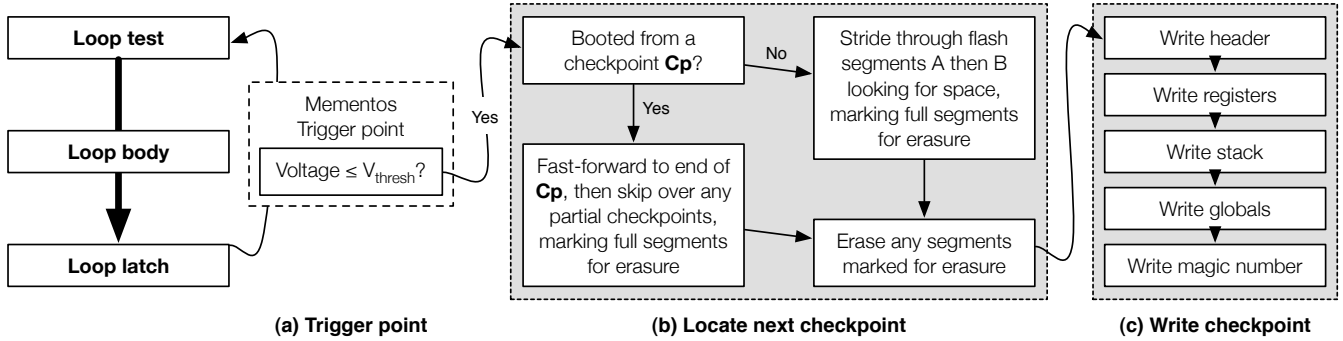 Loop test
Loop body
Loop latch
Mementos
Trigger point
Voltage ≤ Vthresh?
Yes
(a) Trigger point
Booted from a
checkpoint Cp?
No
Yes
Stride through flash
segments A then B
looking for space,
marking full segments
for erasure
Fast-forward to end of
Cp, then skip over any
partial checkpoints,
marking full segments
for erasure
Erase any segments
marked for erasure
(b) Locate next checkpoint
Write header
Write registers
Write stack
Write globals
Write magic number
(c) Write checkpoint